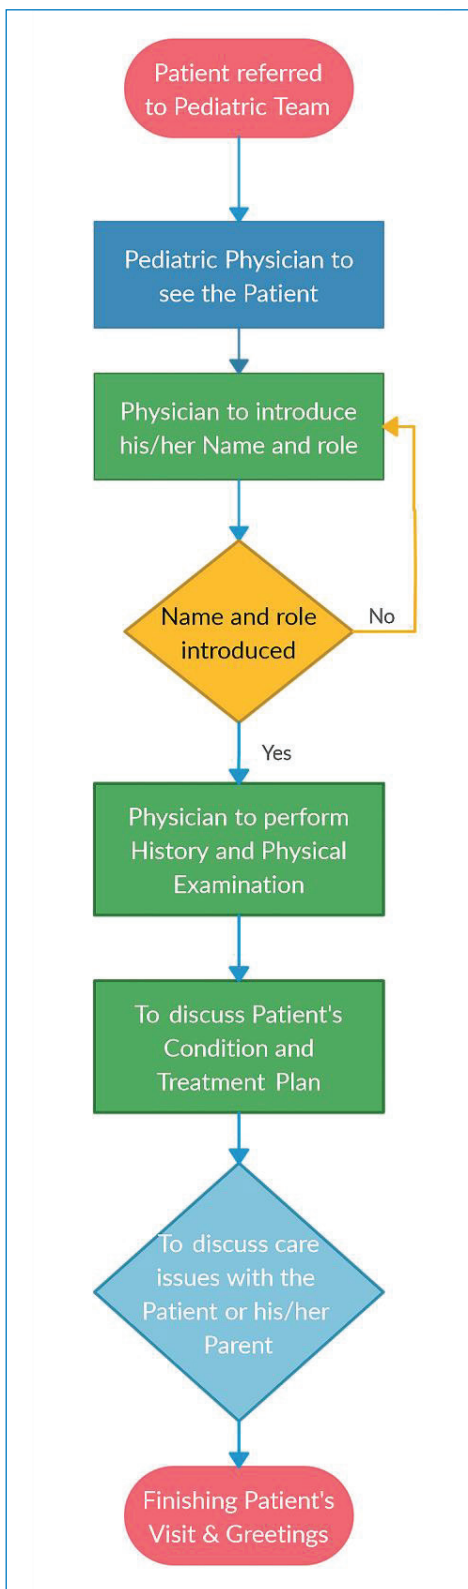 Patient referred
to Pediatric Team
Pediatric Physician to
see the Patient
Physician to introduce
his/her Name and role
Name and role
introduced
No
Yes
Physician to perform
History and Physical
Examination
To discuss Patient's
Condition and
Treatment Plan
To discuss care
issues with the
Patient or his/her
Parent
Finishing Patient's
Visit & Greetings